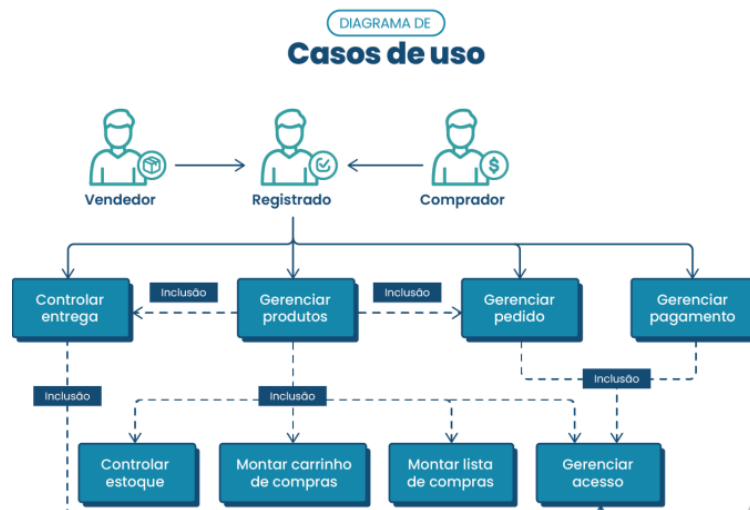 DIAGRAMA DE
Casos de uso
Vendedor
Registrado
Comprador
Controlar
entrega
Inclusão
Gerenciar
produtos
Inclusão
Gerenciar
pedido
Gerenciar
pagamento
Inclusão
Inclusão
Inclusão
Controlar
estoque
Montar carrinho
de compras
Montar lista
de compras
Gerenciar
acesso